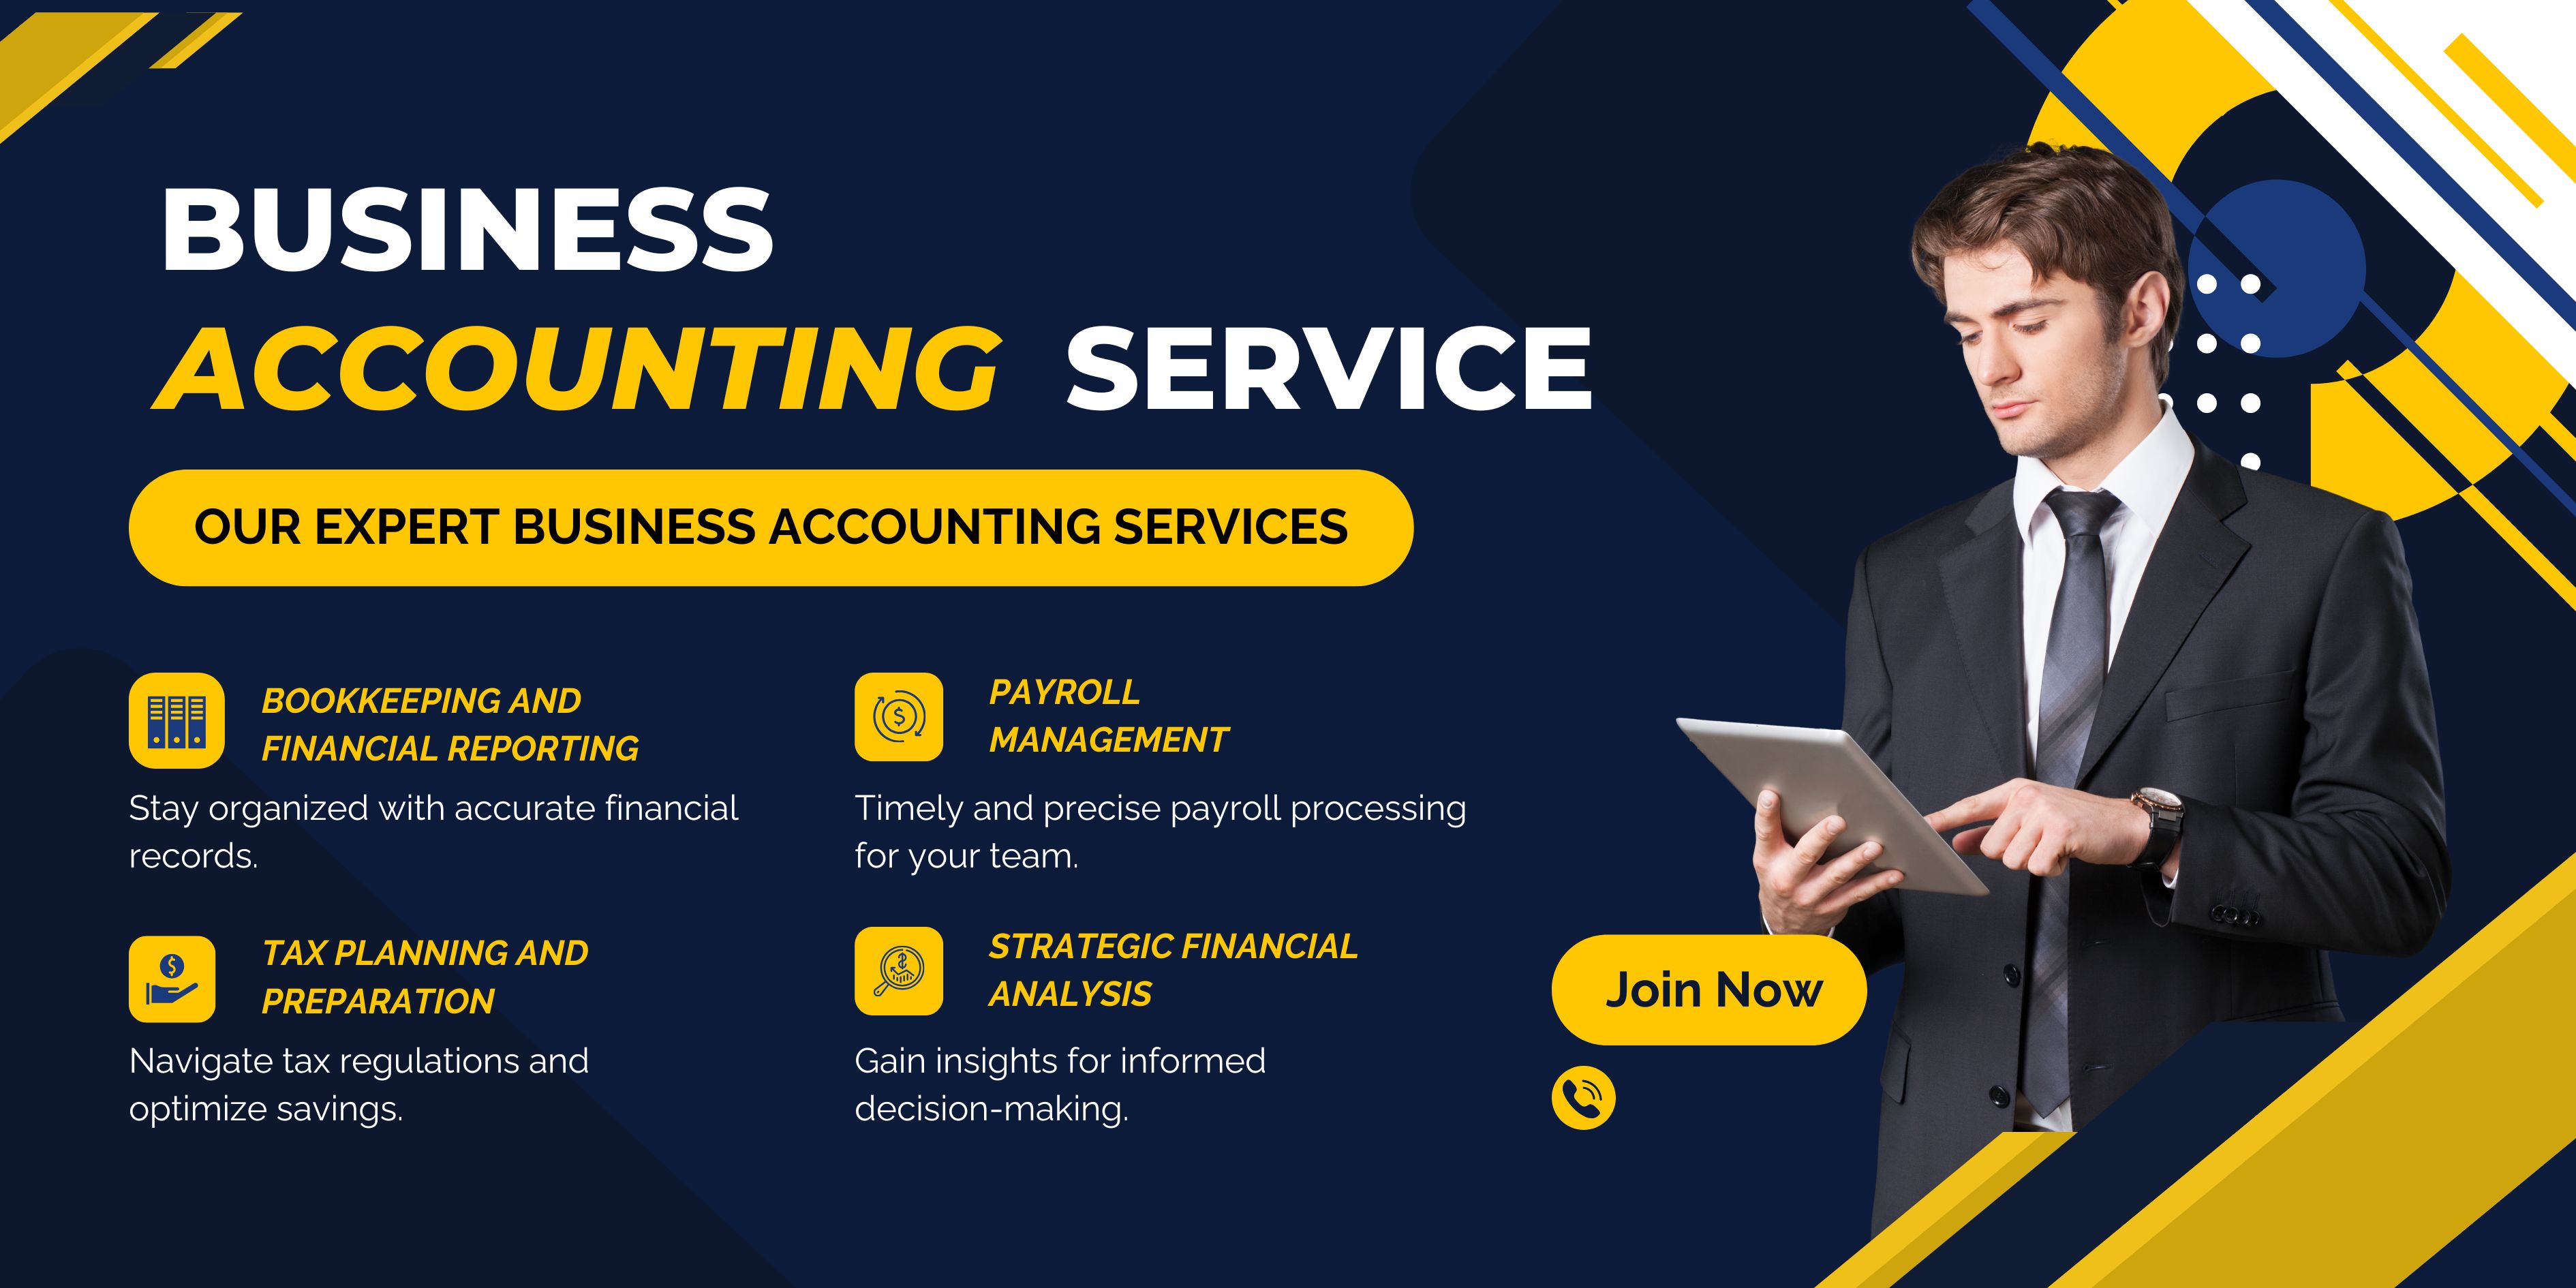 BUSINESS
ACCOUNTING SERVICE
OUR EXPERT BUSINESS ACCOUNTING SERVICES
BOOKKEEPING AND
FINANCIAL REPORTING
Stay organized with accurate financial
records.
PAYROLL
MANAGEMENT
Timely and precise payroll processing
for your team.
TAX PLANNING AND
PREPARATION
Navigate tax regulations and
optimize savings.
STRATEGIC FINANCIAL
ANALYSIS
Gain insights for informed
decision-making.
Join Now